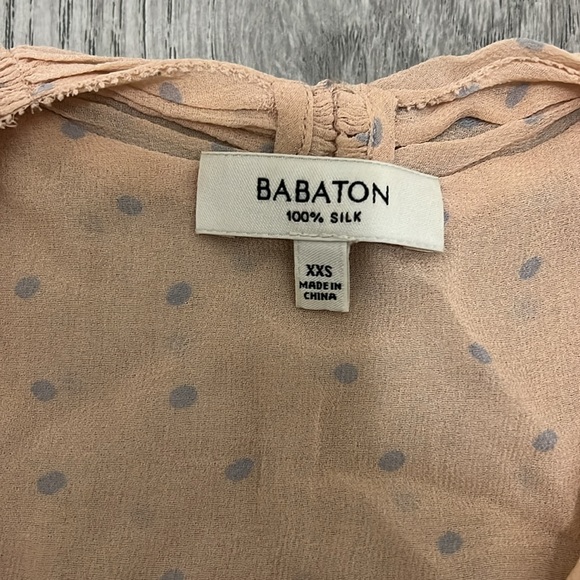 BABATON
100% SILK
XXS
MADE IN
CHINA